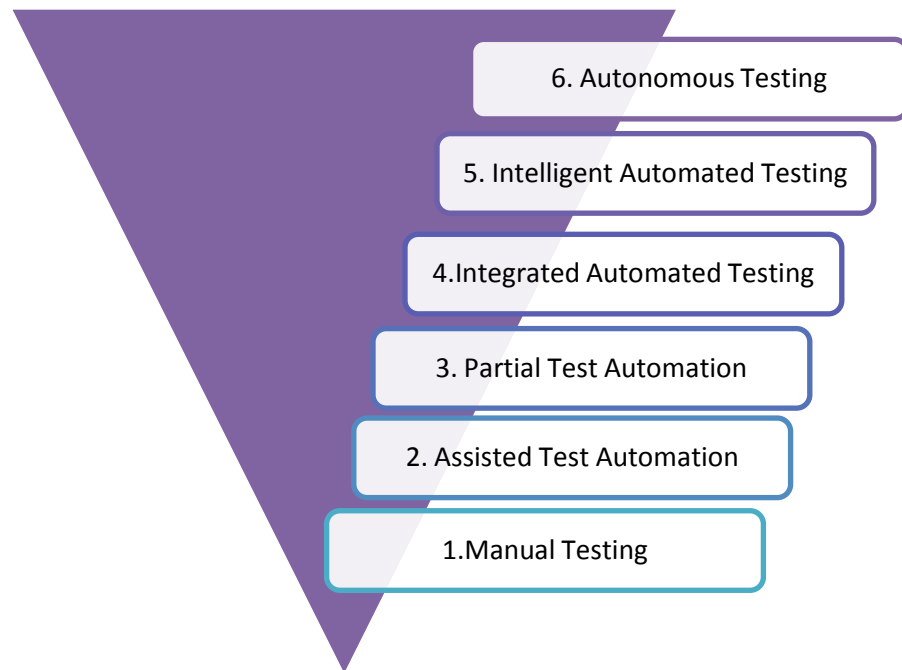 6. Autonomous Testing
5. Intelligent Automated Testing
4.Integrated Automated Testing
3. Partial Test Automation
2. Assisted Test Automation
1.Manual Testing